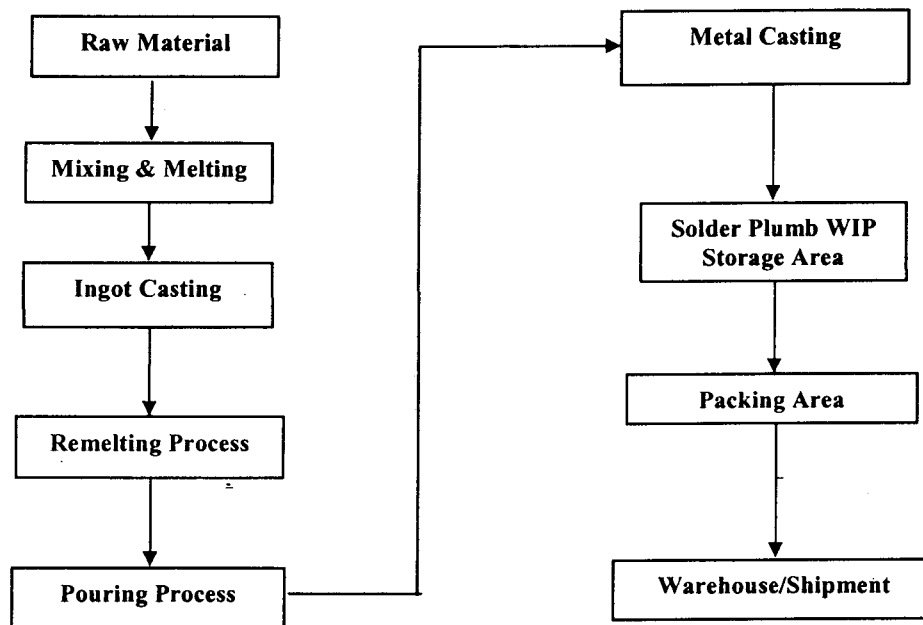 Raw Material
Mixing & Melting
Ingot Casting
Remelting Process
Pouring Process
Metal Casting
Solder Plumb WIP
Storage Area
Packing Area
Warehouse/Shipment